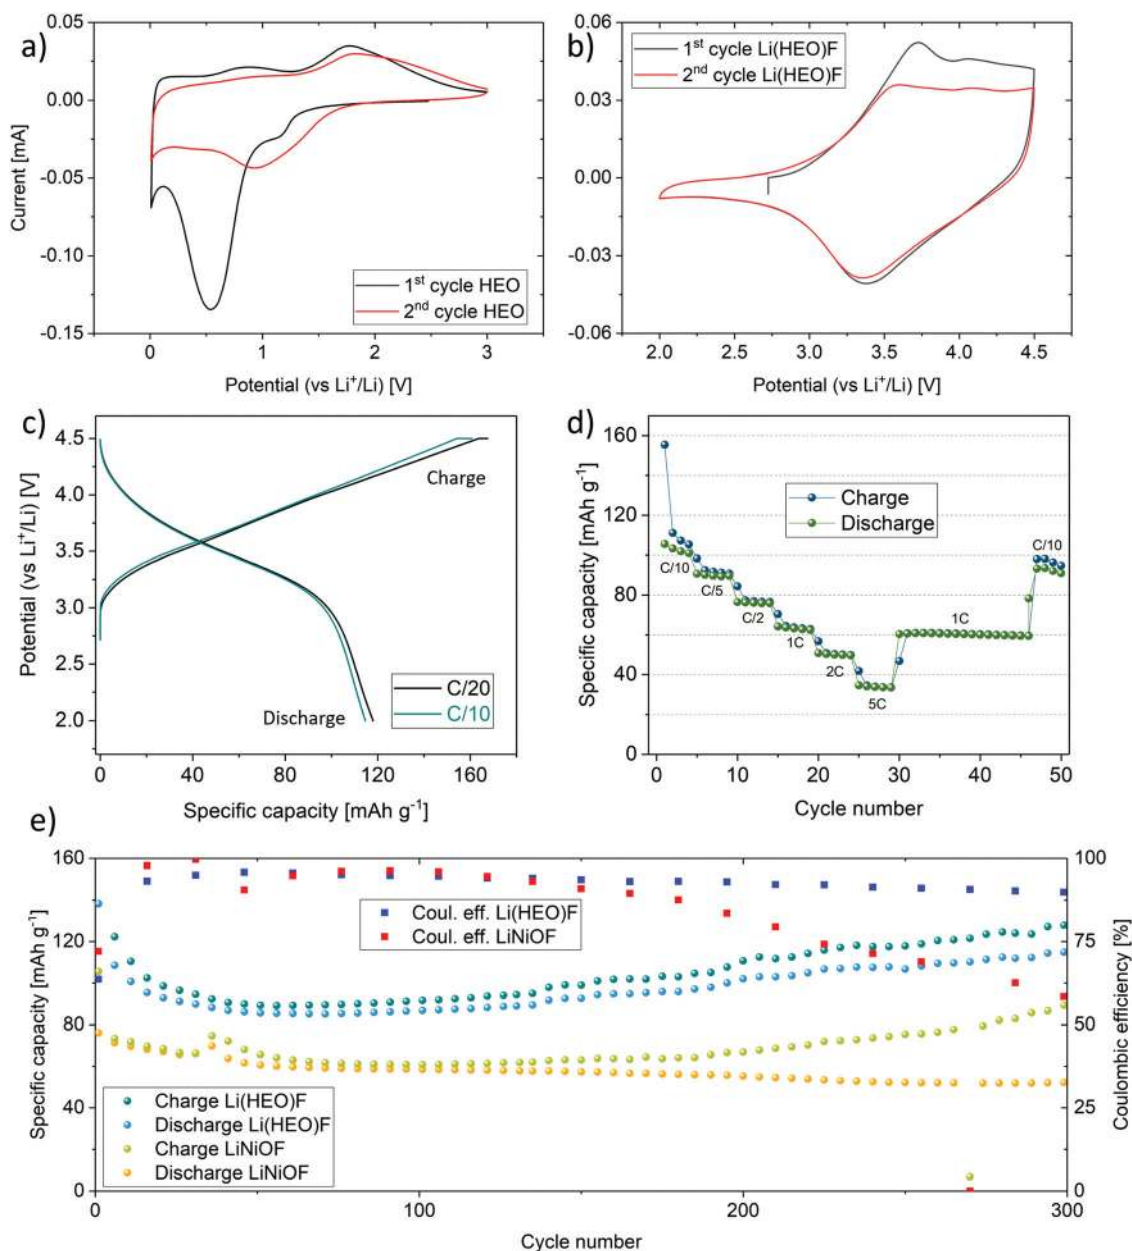 a)
0.05
0.00
-0.05
-0.10
-0.15
Current [mA]
1st cycle HEO
2nd cycle HEO
0 1 2 3
Potential (vs Li+/Li) [V]
b)
0.06
0.03
0.00
-0.03
-0.06
1st cycle Li(HEO)F
2nd cycle Li(HEO)F
2.0 2.5 3.0 3.5 4.0 4.5
Potential (vs Li+/Li) [V]
c)
4.5
4.0
3.5
3.0
2.5
2.0
Potential (vs Li+/Li) [V]
Charge
Discharge
C/20
C/10
0 40 80 120 160
Specific capacity [mAh g-1]
d)
160
120
80
40
0
Specific capacity [mAh g-1]
Charge
Discharge
C/10
C/5
C/2
1C
2C
5C
1C
C/10
0 10 20 30 40 50
Cycle number
e)
160
120
80
40
0
Specific capacity [mAh g-1]
Coul. eff. Li(HEO)F
Coul. eff. LiNiOF
Charge Li(HEO)F
Discharge Li(HEO)F
Charge LiNiOF
Discharge LiNiOF
100
75
50
25
0
Coulombic efficiency [%]
0 100 200 300
Cycle number